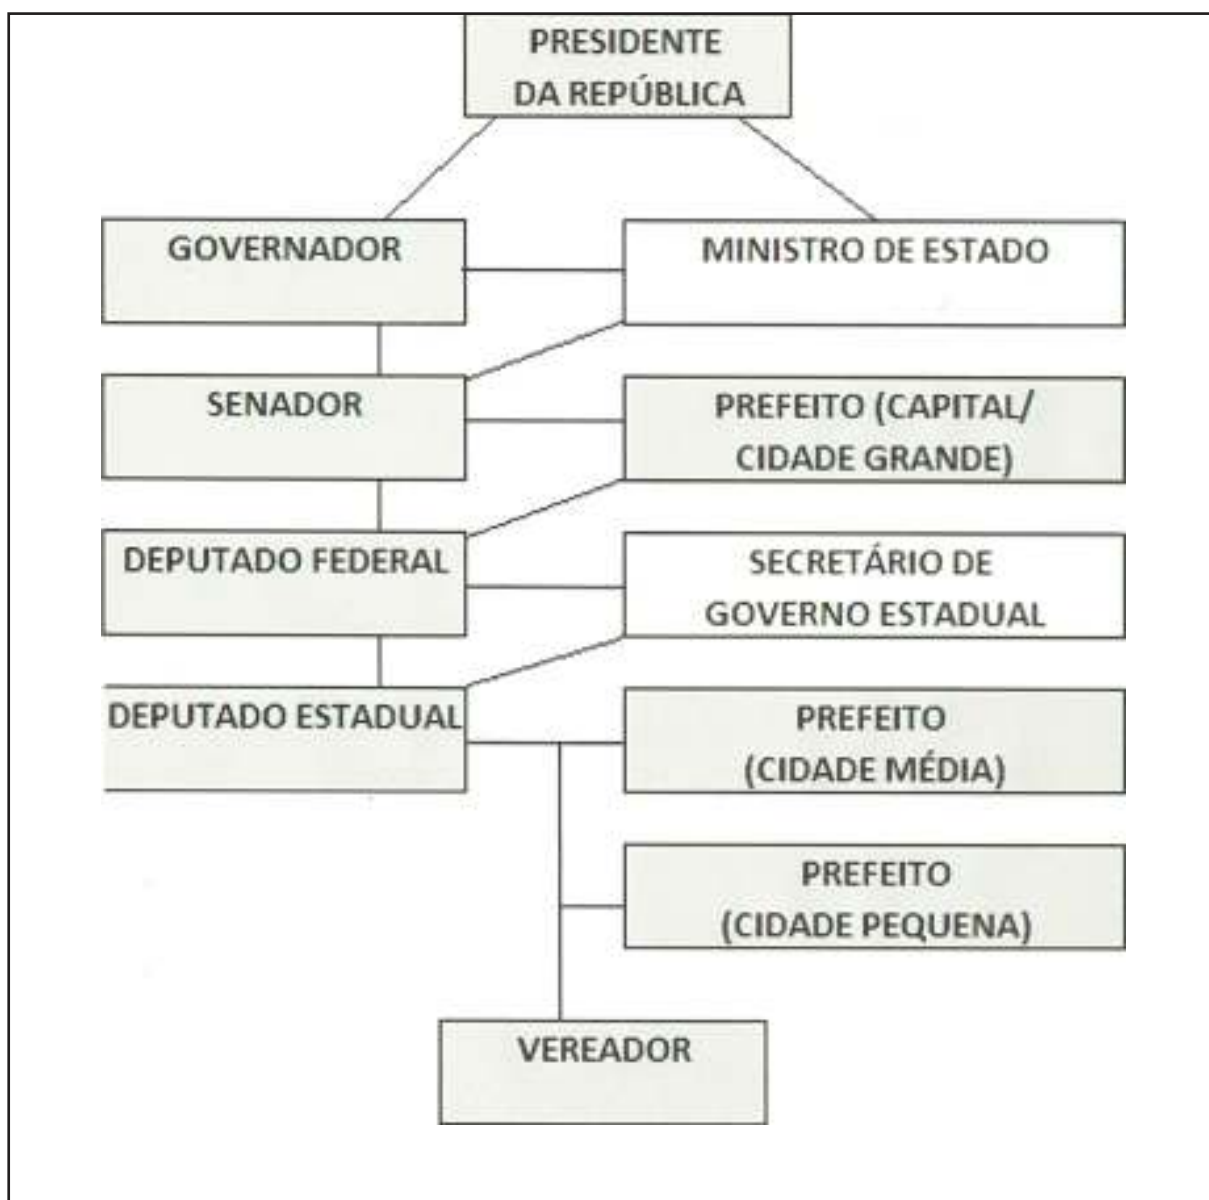 PRESIDENTE
DA REPÚBLICA
GOVERNADOR
MINISTRO DE ESTADO
SENADOR
PREFEITO (CAPITAL/
CIDADE GRANDE)
DEPUTADO FEDERAL
SECRETÁRIO DE
GOVERNO ESTADUAL
DEPUTADO ESTADUAL
PREFEITO
(CIDADE MÉDIA)
PREFEITO
(CIDADE PEQUENA)
VEREADOR